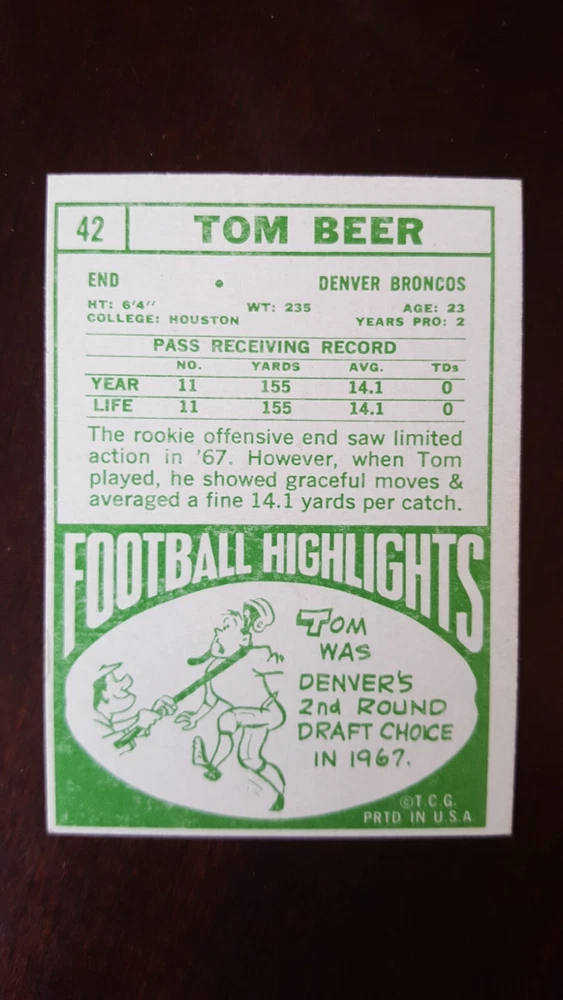 42 TOM BEER
END • DENVER BRONCOS
HT: 6'4" WT: 235 AGE: 23
COLLEGE: HOUSTON YEARS PRO: 2
PASS RECEIVING RECORD
NO. YARDS AVG. TDs
YEAR 11 155 14.1 0
LIFE 11 155 14.1 0
The rookie offensive end saw limited
action in '67. However, when Tom
played, he showed graceful moves &
averaged a fine 14.1 yards per catch.
FOOTBALL HIGHLIGHTS
TOM
WAS
DENVER'S
2nd ROUND
DRAFT CHOICE
IN 1967.
©T.C.G.
PRTD IN U.S.A.